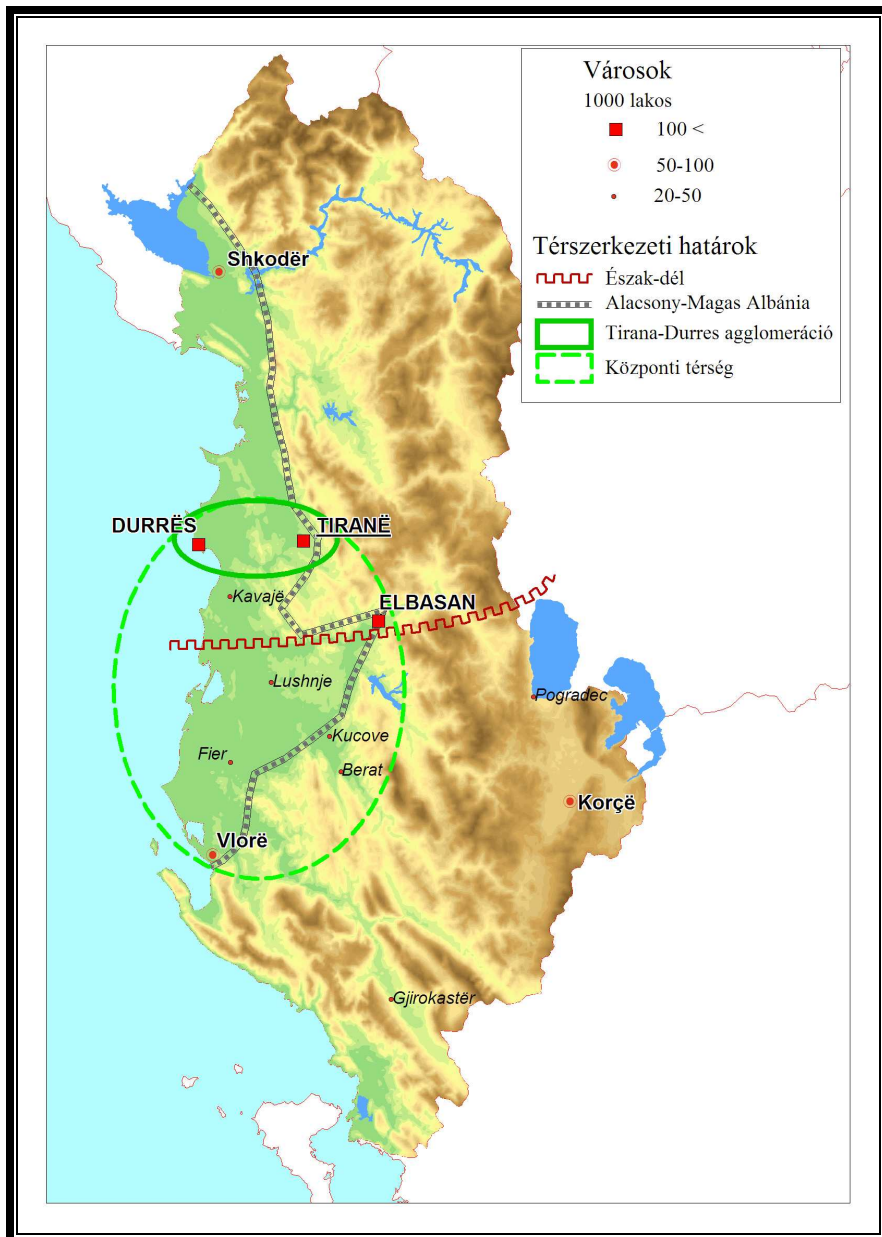 Városok
1000 lakos
100 <
50-100
20-50
Térszerkezeti határok
Észak-dél
Alacsony-Magas Albánia
Tirana-Durres agglomeráció
Központi térség
Shkodër
DURRËS
TIRANË
Kavajë
ELBASAN
Lushnje
Pogradec
Kucove
Fier
Berat
Korçë
Vlorë
Gjirokastër